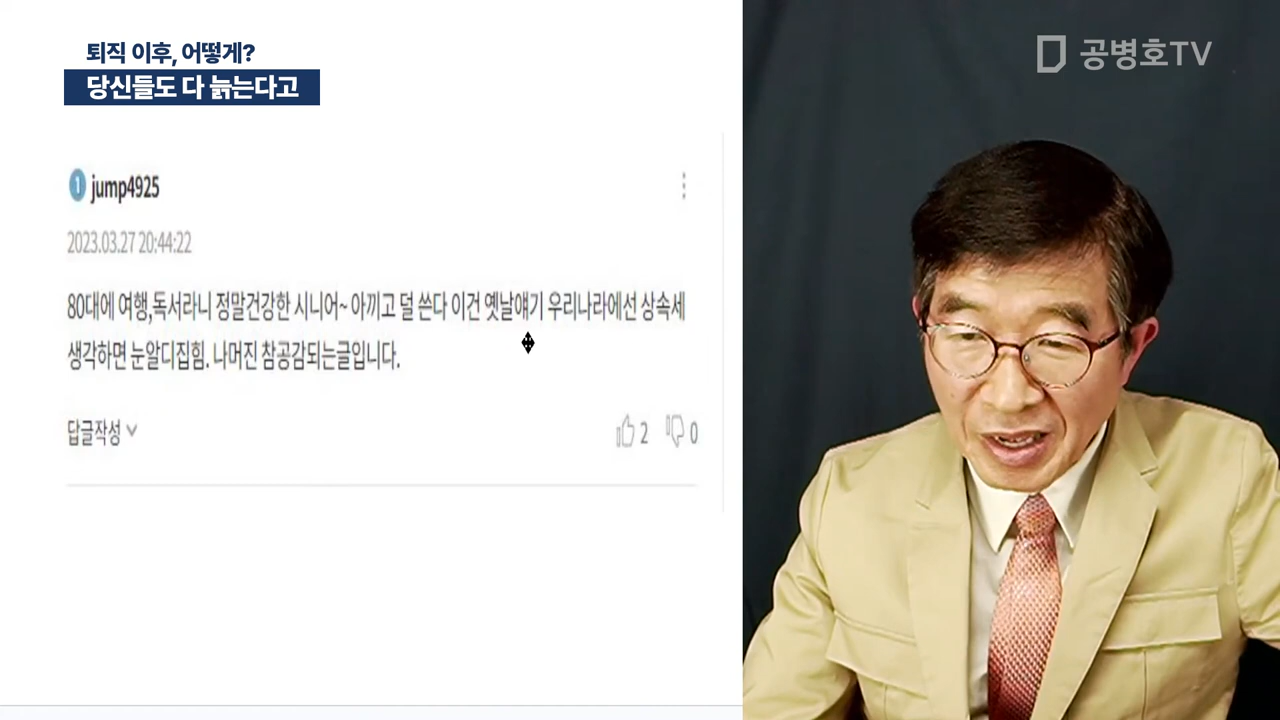 퇴직 이후, 어떻게?
당신들도 다 늙는다고
공병호TV
1 jump4925
2023.03.27 20:44:22
80대에 여행,독서라니 정말건강한 시니어~ 아끼고 덜 쓴다 이건 옛날얘기 우리나라에선 상속세
생각하면 눈알디집힘. 나머진 참공감되는글입니다.
답글작성
2 0